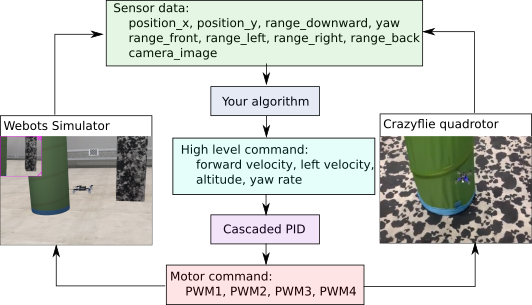 Sensor data:
position_x, position_y, range_downward, yaw
range_front, range_left, range_right, range_back
camera_image
Your algorithm
Webots Simulator
Crazyflie quadrotor
High level command:
forward velocity, left velocity,
altitude, yaw rate
Cascaded PID
Motor command:
PWM1, PWM2, PWM3, PWM4